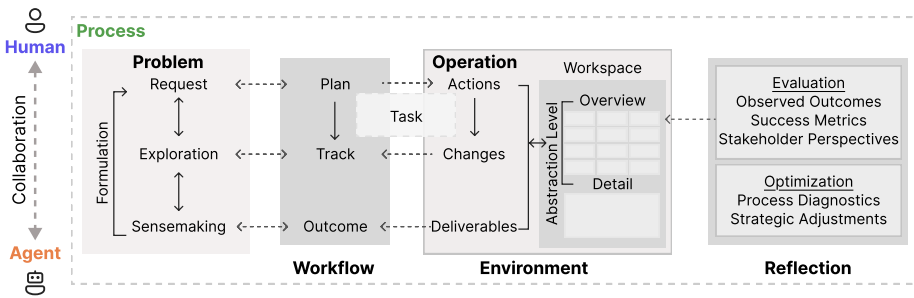 Human
Collaboration
Agent
Process
Problem
Request
Exploration
Sensemaking
Formulation
Plan
Track
Outcome
Workflow
Task
Operation
Actions
Changes
Deliverables
Environment
Workspace
Abstraction Level
Overview
Detail
Evaluation
Observed Outcomes
Success Metrics
Stakeholder Perspectives
Optimization
Process Diagnostics
Strategic Adjustments
Reflection